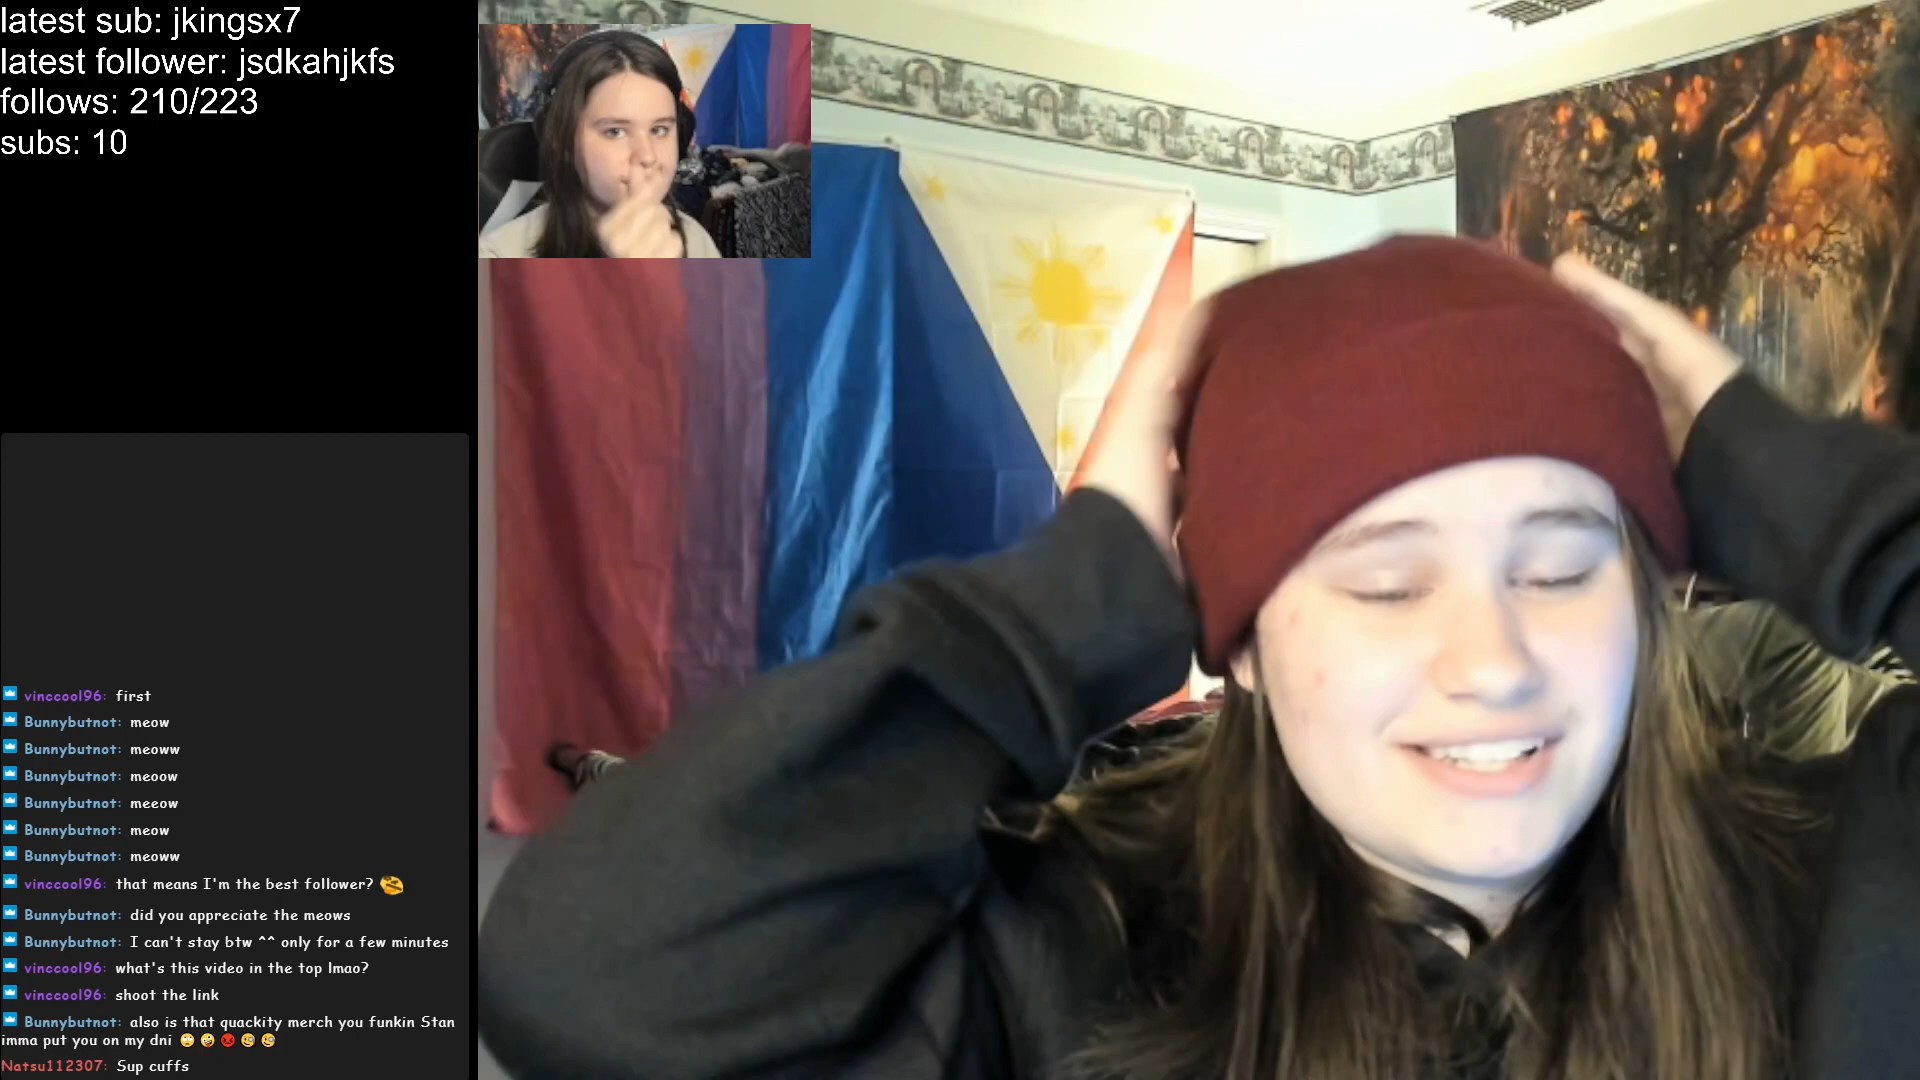 latest sub: jkingsx7
latest follower: jsdkahjkfs
follows: 210/223
subs: 10
vinccool96: first
Bunnybutnot: meow
Bunnybutnot: meoww
Bunnybutnot: meoow
Bunnybutnot: meeow
Bunnybutnot: meow
Bunnybutnot: meoww
vinccool96: that means I'm the best follower?
Bunnybutnot: did you appreciate the meows
Bunnybutnot: I can't stay btw ^^ only for a few minutes
vinccool96: what's this video in the top lmao?
vinccool96: shoot the link
Bunnybutnot: also is that quackity merch you funkin Stan
imma put you on my dni 🙄🤪😡🧐🧐
Natsu112307: Sup cuffs